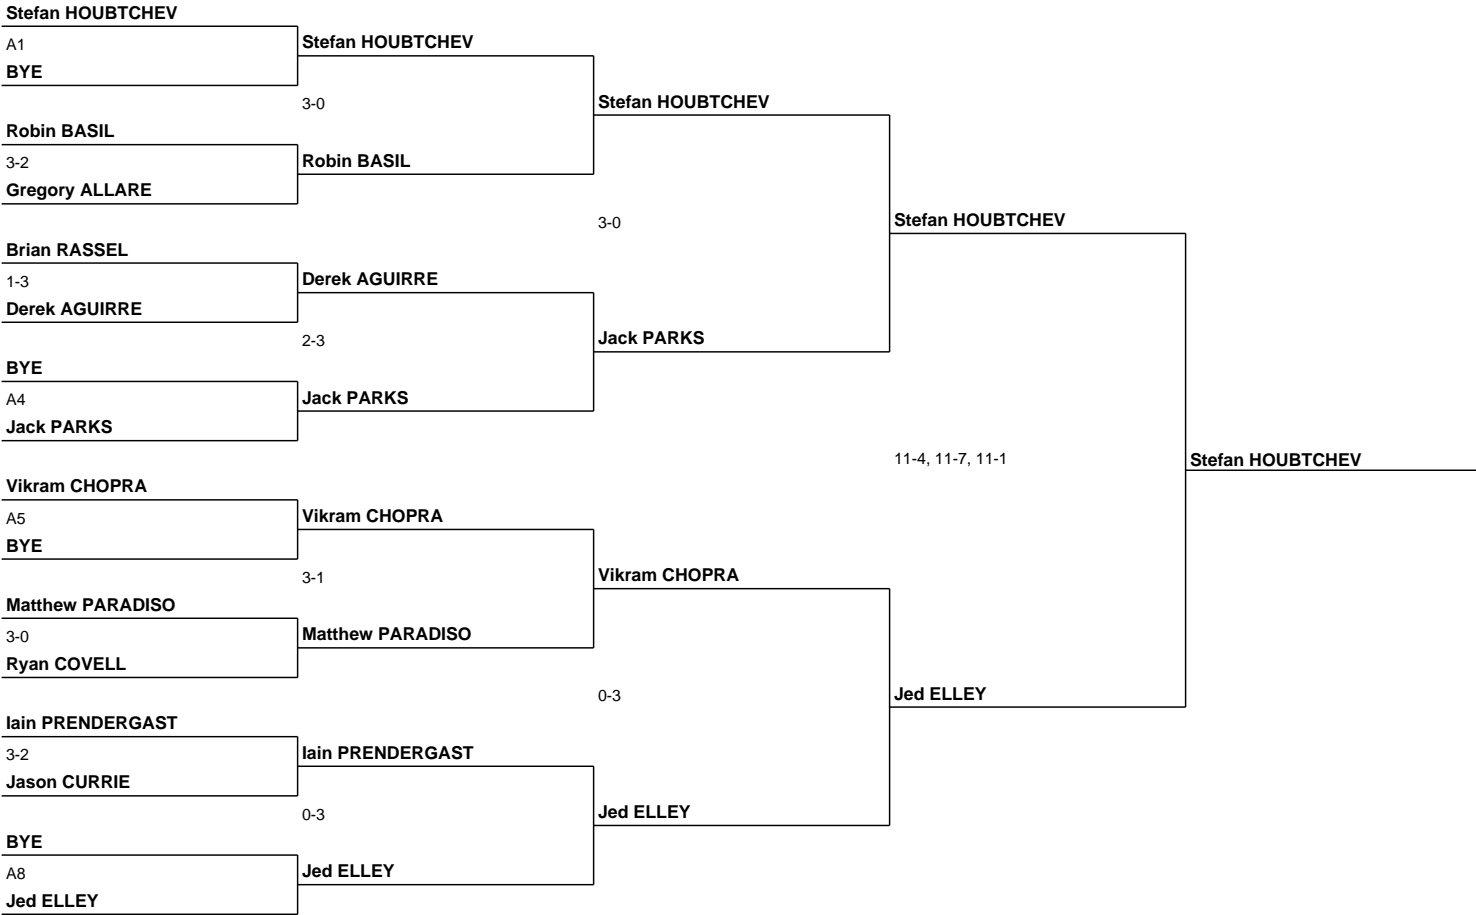 Stefan HOUBTCHEV
A1
BYE
Robin BASIL
3-2
Gregory ALLARE
Brian RASSEL
1-3
Derek AGUIRRE
BYE
A4
Jack PARKS
Vikram CHOPRA
A5
BYE
Matthew PARADISO
3-0
Ryan COVELL
Iain PRENDERGAST
3-2
Jason CURRIE
BYE
A8
Jed ELLEY
Stefan HOUBTCHEV
3-0
Robin BASIL
Derek AGUIRRE
2-3
Jack PARKS
Vikram CHOPRA
3-1
Matthew PARADISO
Iain PRENDERGAST
0-3
Jed ELLEY
Stefan HOUBTCHEV
3-0
Jack PARKS
Vikram CHOPRA
0-3
Jed ELLEY
Stefan HOUBTCHEV
11-4, 11-7, 11-1
Jed ELLEY
Stefan HOUBTCHEV